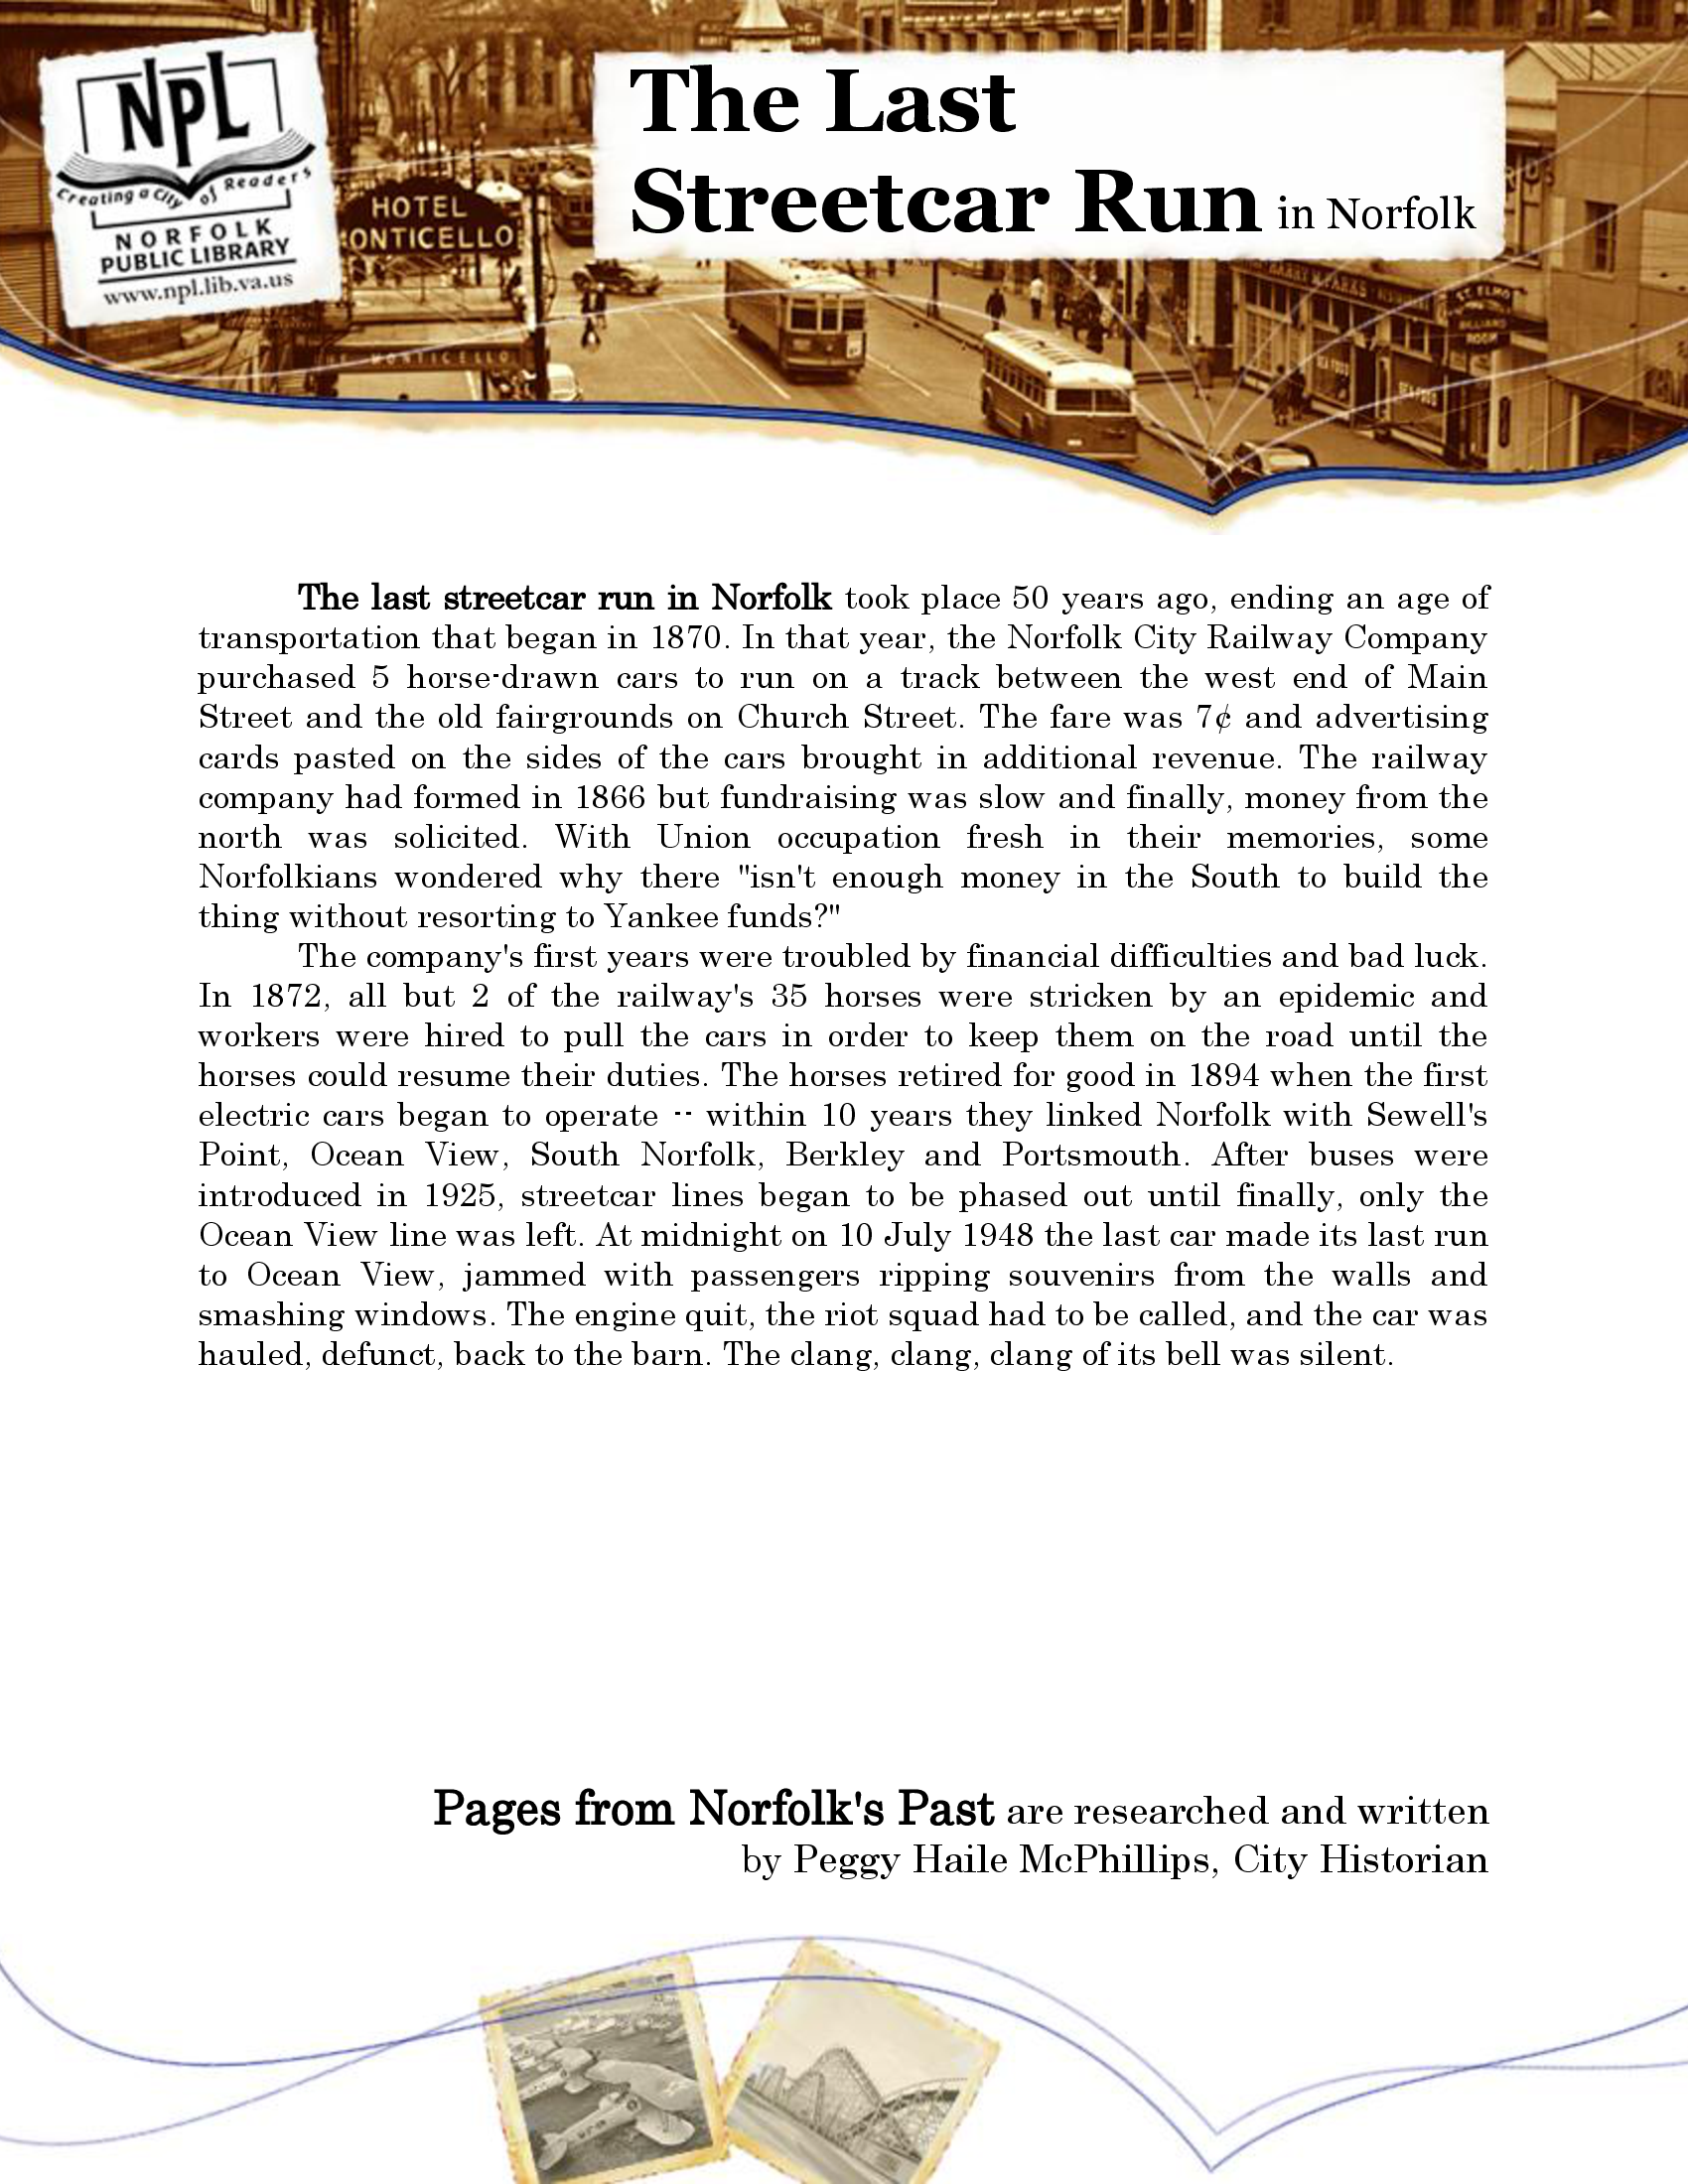 NPL
Creating a City of Readers
NORFOLK
PUBLIC LIBRARY
www.npl.lib.va.us
HOTEL
ONTICELLO
MONTICELLO
The Last
Streetcar Run in Norfolk
HARRY M. PARKS
ST. ELMO
BILLIARD
ROOM
SEA FOOD
SEA FOOD
The last streetcar run in Norfolk took place 50 years ago, ending an age of
transportation that began in 1870. In that year, the Norfolk City Railway Company
purchased 5 horse-drawn cars to run on a track between the west end of Main
Street and the old fairgrounds on Church Street. The fare was 7¢ and advertising
cards pasted on the sides of the cars brought in additional revenue. The railway
company had formed in 1866 but fundraising was slow and finally, money from the
north was solicited. With Union occupation fresh in their memories, some
Norfolkians wondered why there "isn't enough money in the South to build the
thing without resorting to Yankee funds?"
The company's first years were troubled by financial difficulties and bad luck.
In 1872, all but 2 of the railway's 35 horses were stricken by an epidemic and
workers were hired to pull the cars in order to keep them on the road until the
horses could resume their duties. The horses retired for good in 1894 when the first
electric cars began to operate -- within 10 years they linked Norfolk with Sewell's
Point, Ocean View, South Norfolk, Berkley and Portsmouth. After buses were
introduced in 1925, streetcar lines began to be phased out until finally, only the
Ocean View line was left. At midnight on 10 July 1948 the last car made its last run
to Ocean View, jammed with passengers ripping souvenirs from the walls and
smashing windows. The engine quit, the riot squad had to be called, and the car was
hauled, defunct, back to the barn. The clang, clang, clang of its bell was silent.
Pages from Norfolk's Past are researched and written
by Peggy Haile McPhillips, City Historian